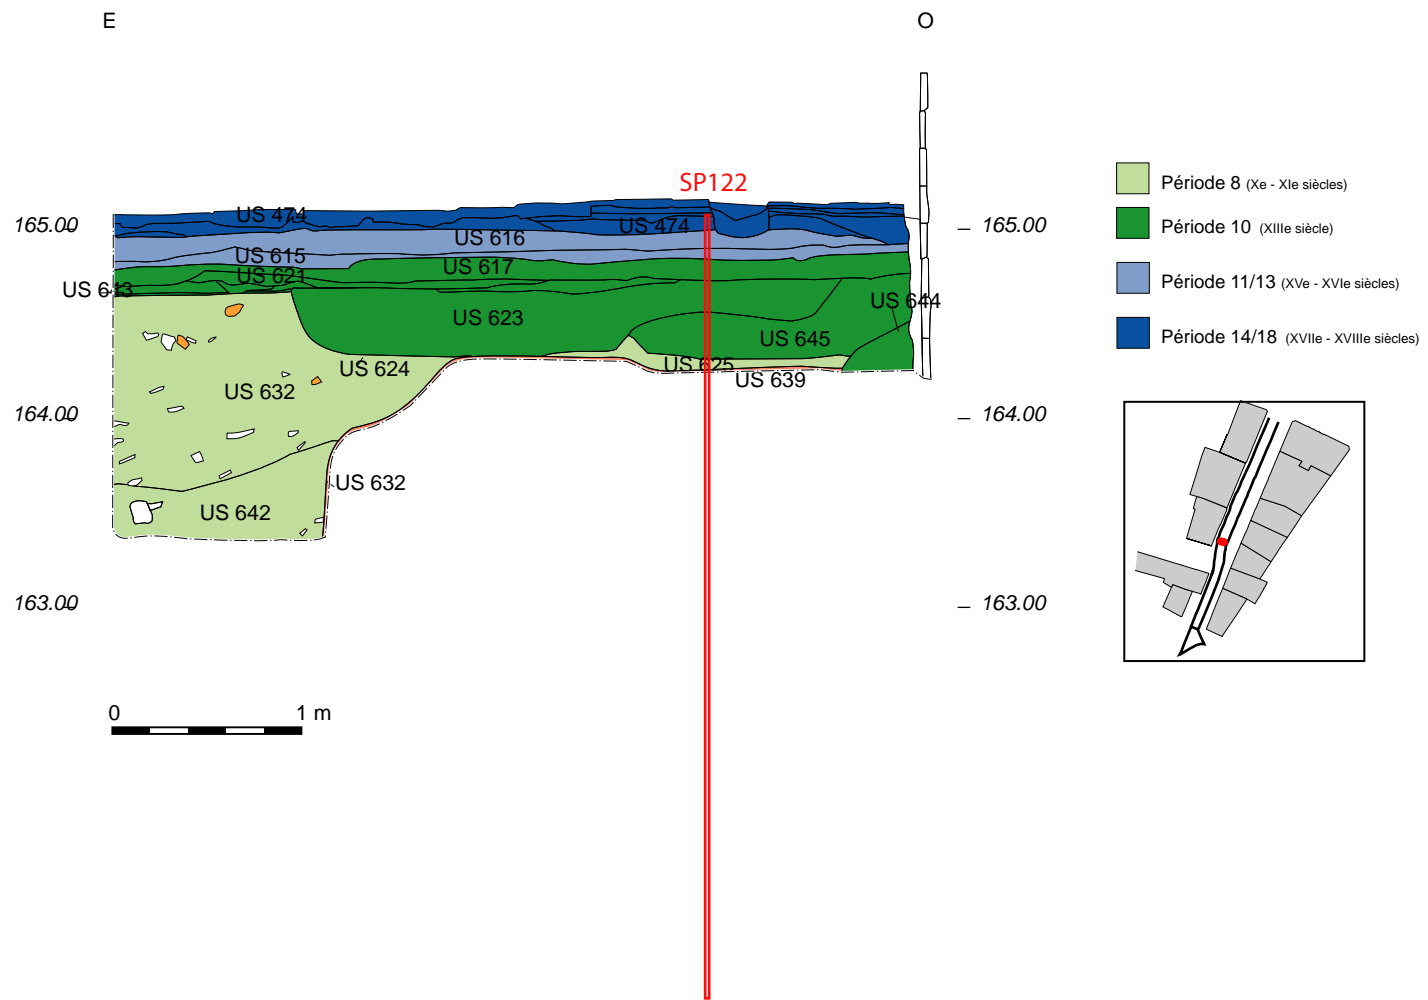 E
O
SP122
165.00
US 474
US 474
165.00
US 616
US 615
US 617
US 621
US 643
US 644
US 623
US 645
US 624
US 625
US 639
US 632
164.00
164.00
US 632
US 642
163.00
163.00
0 1 m
Période 8 (Xe - XIe siècles)
Période 10 (XIIIe siècle)
Période 11/13 (XVe - XVIe siècles)
Période 14/18 (XVIIe - XVIIIe siècles)